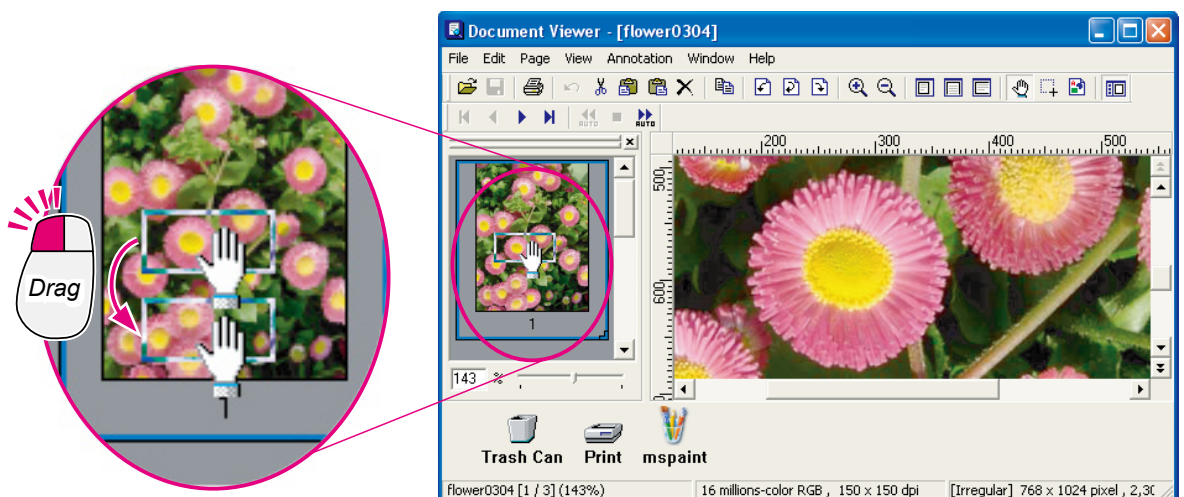 Drag
1
Document Viewer - [flower0304]
File Edit Page View Annotation Window Help
AUTO AUTO
200 300 400 500
500
600
1
143 %
Trash Can Print mspaint
flower0304 [1 / 3] (143%) 16 millions-color RGB , 150 x 150 dpi [Irregular] 768 x 1024 pixel , 2,30